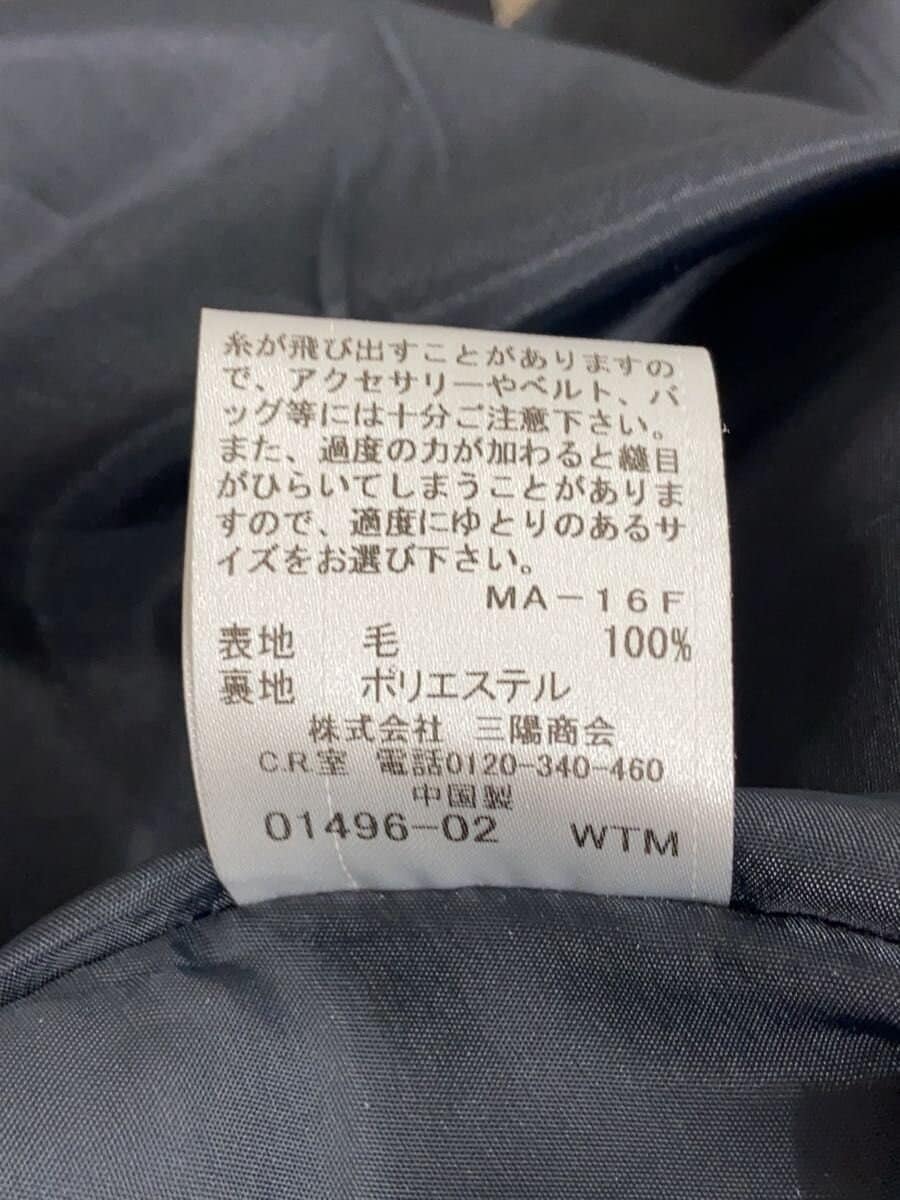 糸が飛び出すことがありますの
で、アクセサリーやベルト、バ
ッグ等には十分ご注意下さい。
また、過度の力が加わると縫目
がひらいてしまうことがありま
すので、適度にゆとりのあるサ
イズをお選び下さい。
MA-16F
表地 毛 100%
裏地 ポリエステル
株式会社 三陽商会
C.R.室 電話0120-340-460
中国製
01496-02 WTM